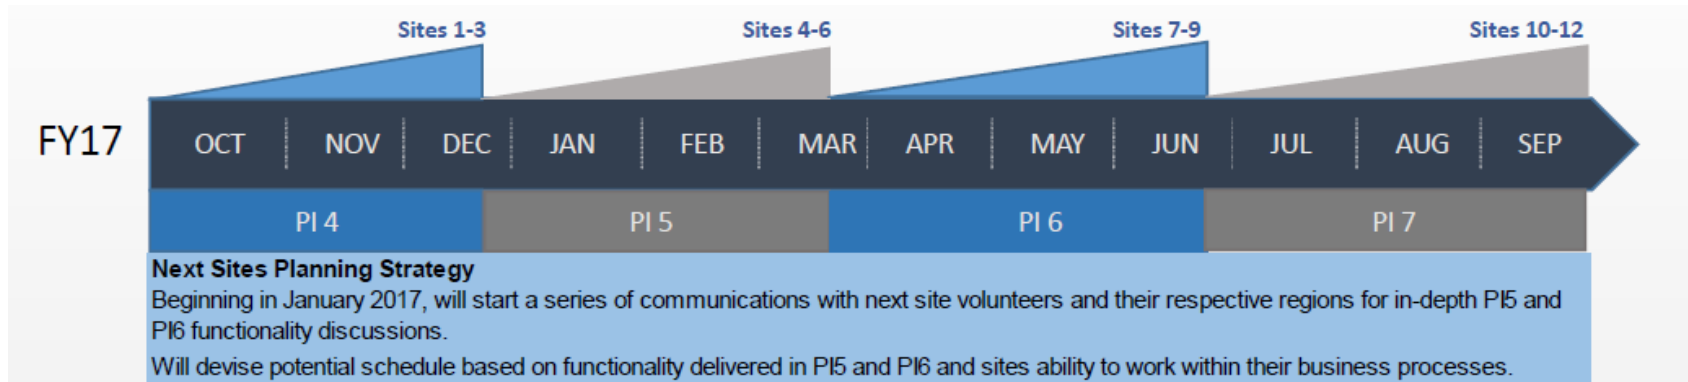 Sites 1-3 Sites 4-6 Sites 7-9 Sites 10-12
FY17 OCT NOV DEC JAN FEB MAR APR MAY JUN JUL AUG SEP
PI 4 PI 5 PI 6 PI 7
Next Sites Planning Strategy
Beginning in January 2017, will start a series of communications with next site volunteers and their respective regions for in-depth PI5 and
PI6 functionality discussions.
Will devise potential schedule based on functionality delivered in PI5 and PI6 and sites ability to work within their business processes.